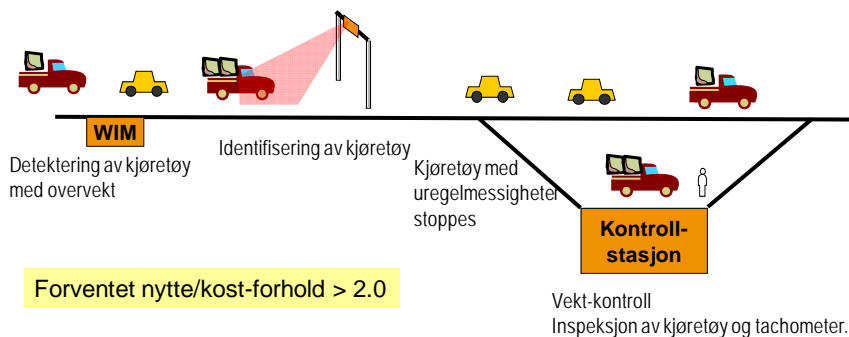 WIM
Detektering av kjøretøy
med overvekt
Identifisering av kjøretøy
Kjøretøy med
uregelmessigheter
stoppes
Kontroll-
stasjon
Vekt-kontroll
Inspeksjon av kjøretøy og tachometer.
Forventet nytte/kost-forhold > 2.0